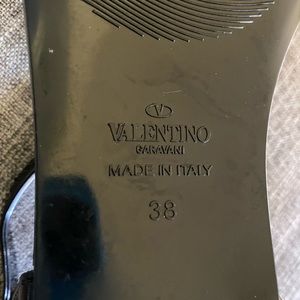 V
VALENTINO
GARAVANI
MADE IN ITALY
38